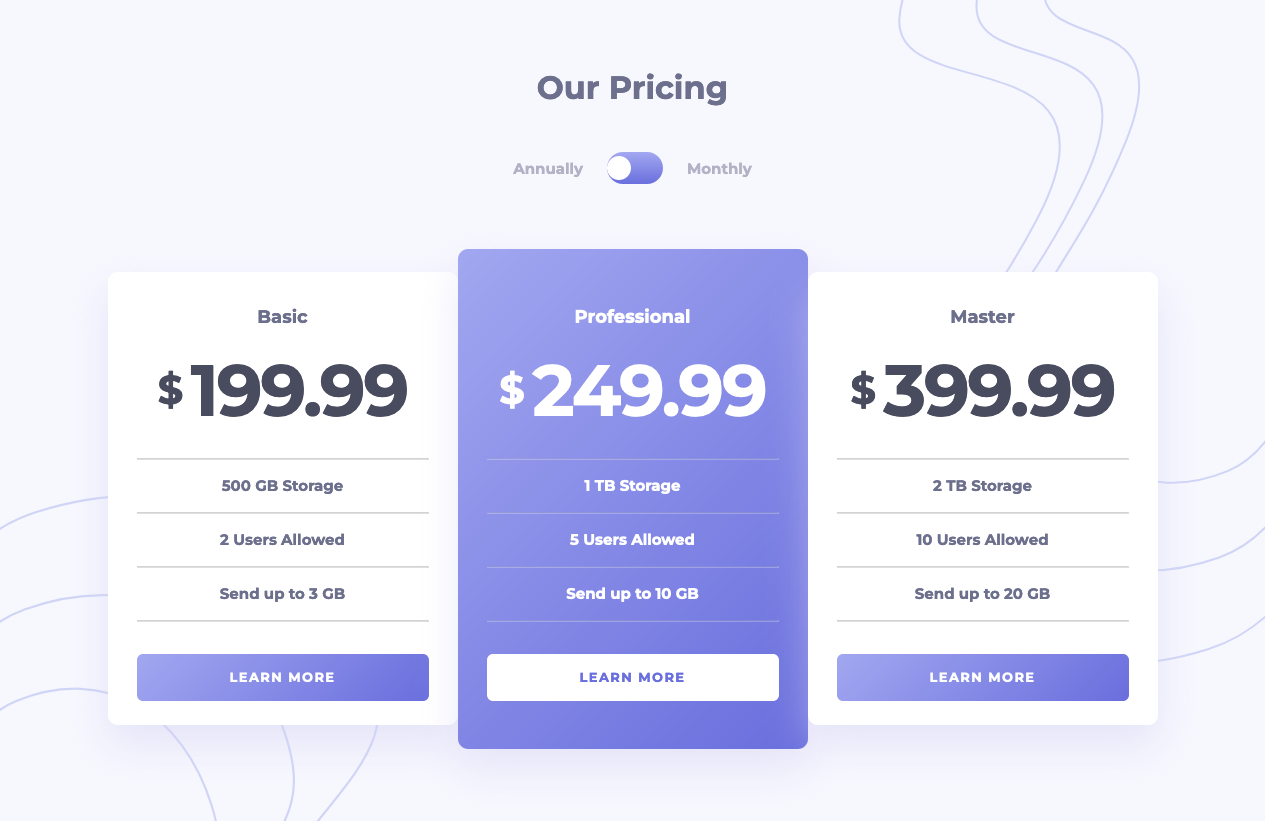 Our Pricing
Annually Monthly
Basic
$199.99
500 GB Storage
2 Users Allowed
Send up to 3 GB
LEARN MORE
Professional
$249.99
1 TB Storage
5 Users Allowed
Send up to 10 GB
LEARN MORE
Master
$399.99
2 TB Storage
10 Users Allowed
Send up to 20 GB
LEARN MORE